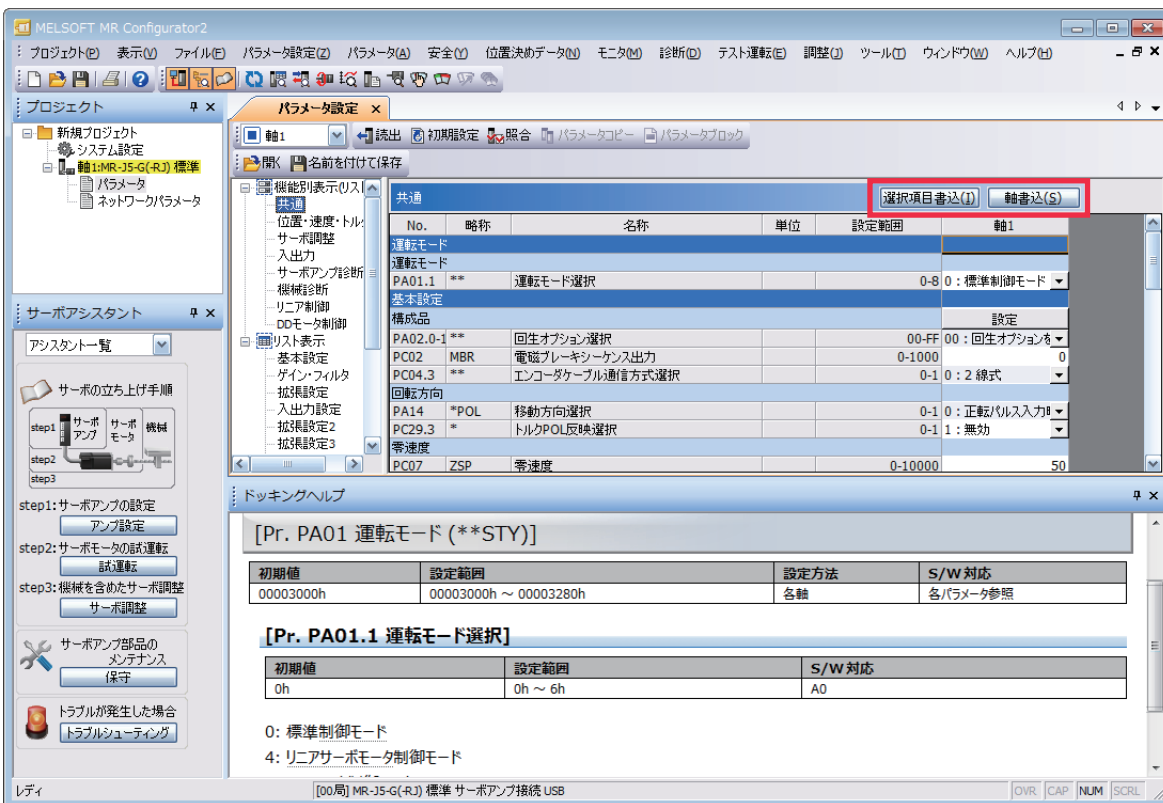 MELSOFT MR Configurator2
プロジェクト(P) 表示(V) ファイル(F) パラメータ設定(Z) パラメータ(A) 安全(Y) 位置決めデータ(N) モニタ(M) 診断(D) テスト運転(E) 調整(J) ツール(T) ウィンドウ(W) ヘルプ(H)
プロジェクト
新規プロジェクト
システム設定
軸1:MR-J5-G(-RJ) 標準
パラメータ
ネットワークパラメータ
サーボアシスタント
アシスタント一覧
サーボの立ち上げ手順
step1 サーボアンプ サーボモータ 機械
step2
step3
step1:サーボアンプの設定
アンプ設定
step2:サーボモータの試運転
試運転
step3:機械を含めたサーボ調整
サーボ調整
サーボアンプ部品の
メンテナンス
保守
トラブルが発生した場合
トラブルシューティング
パラメータ設定
軸1 読出 初期設定 照合 パラメータコピー パラメータブロック
開く 名前を付けて保存
機能別表示(リス
共通
位置・速度・トル
サーボ調整
入出力
サーボアンプ診断
機械診断
リニア制御
DDモータ制御
リスト表示
基本設定
ゲイン・フィルタ
拡張設定
入出力設定
拡張設定2
拡張設定3
共通 選択項目書込(I) 軸書込(S)
No. 略称 名称 単位 設定範囲 軸1
運転モード
運転モード
PA01.1 ** 運転モード選択 0-8 0：標準制御モード
基本設定
構成品 設定
PA02.0-1 ** 回生オプション選択 00-FF 00：回生オプションを
PC02 MBR 電磁ブレーキシーケンス出力 0-1000 0
PC04.3 ** エンコーダケーブル通信方式選択 0-1 0：2 線式
回転方向
PA14 *POL 移動方向選択 0-1 0：正転パルス入力
PC29.3 * トルクPOL反映選択 0-1 1：無効
零速度
PC07 ZSP 零速度 0-10000 50
ドッキングヘルプ
[Pr. PA01 運転モード (**STY)]
初期値 設定範囲 設定方法 S/W対応
00003000h 00003000h ～ 00003280h 各軸 各パラメータ参照
[Pr. PA01.1 運転モード選択]
初期値 設定範囲 S/W対応
0h 0h ～ 6h A0
0: 標準制御モード
4: リニアサーボモータ制御モード
レディ [00局] MR-J5-G(-RJ) 標準 サーボアンプ接続 USB OVR CAP NUM SCRL